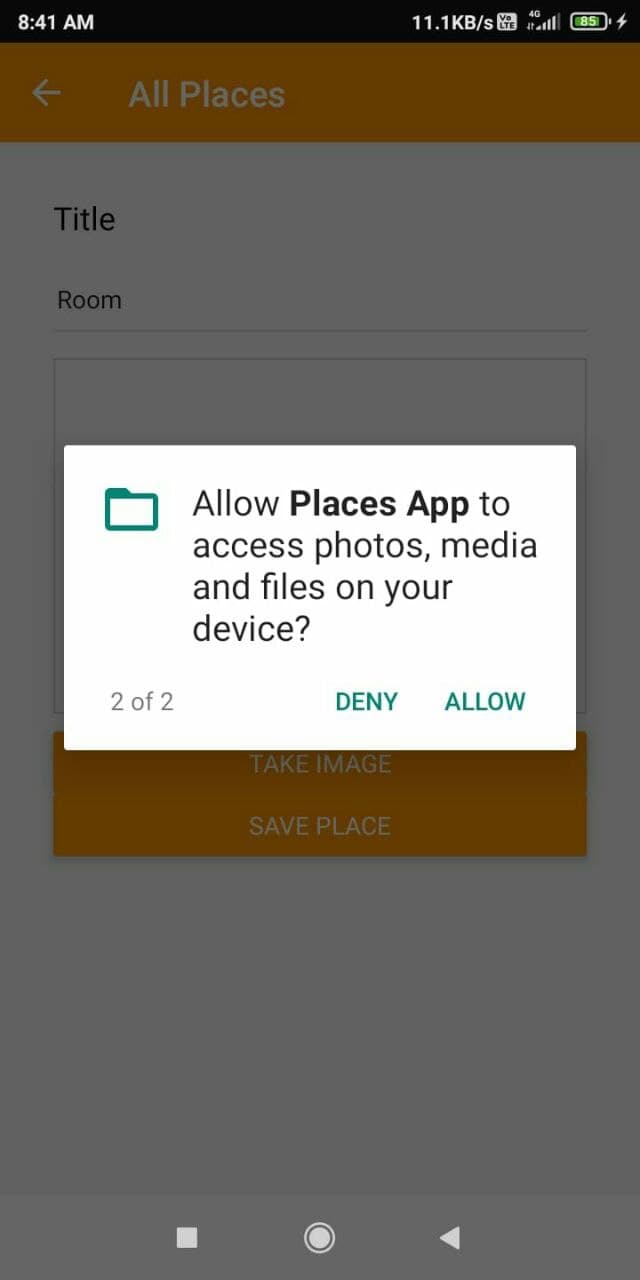 8:41 AM 11.1KB/s Vo LTE 4G 85
All Places
Title
Room
Allow Places App to
access photos, media
and files on your
device?
2 of 2 DENY ALLOW
TAKE IMAGE
SAVE PLACE